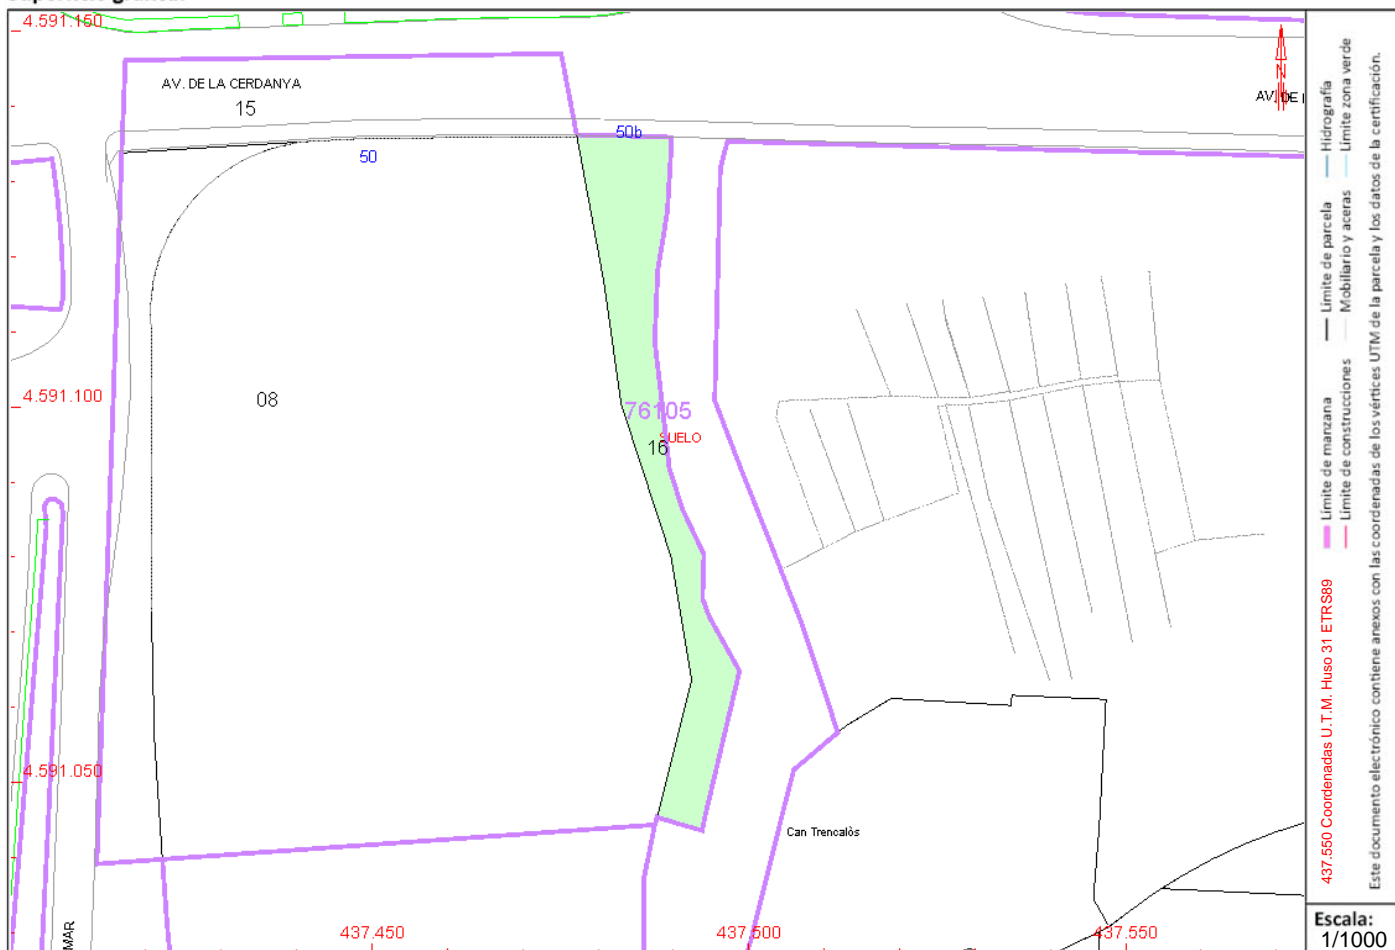 4.591.150
AV. DE LA CERDANYA
15
50
50b
N
4.591.100
08
76105
SUELO
16
4.591.050
Can Trencalòs
437.450
437.500
437.550
MAR
Límite de manzana
Límite de parcela
Hidrografía
Límite de construcciones
Mobiliario y aceras
Límite zona verde
437.550 Coordenadas U.T.M. Huso 31 ETRS89
Este documento electrónico contiene anexos con las coordenadas de los vértices UTM de la parcela y los datos de la certificación.
Escala:
1/1000